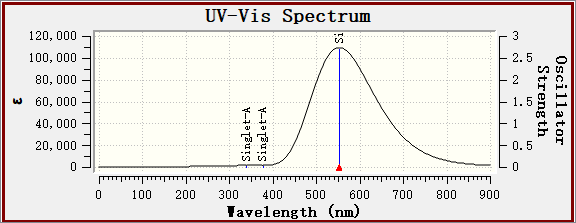 UV-Vis Spectrum
120,000
100,000
80,000
60,000
40,000
20,000
0
ε
3
2.5
2
1.5
1
0.5
0
Oscillator
Strength
Singlet-A
Singlet-A
Si
0 100 200 300 400 500 600 700 800 900
Wavelength (nm)